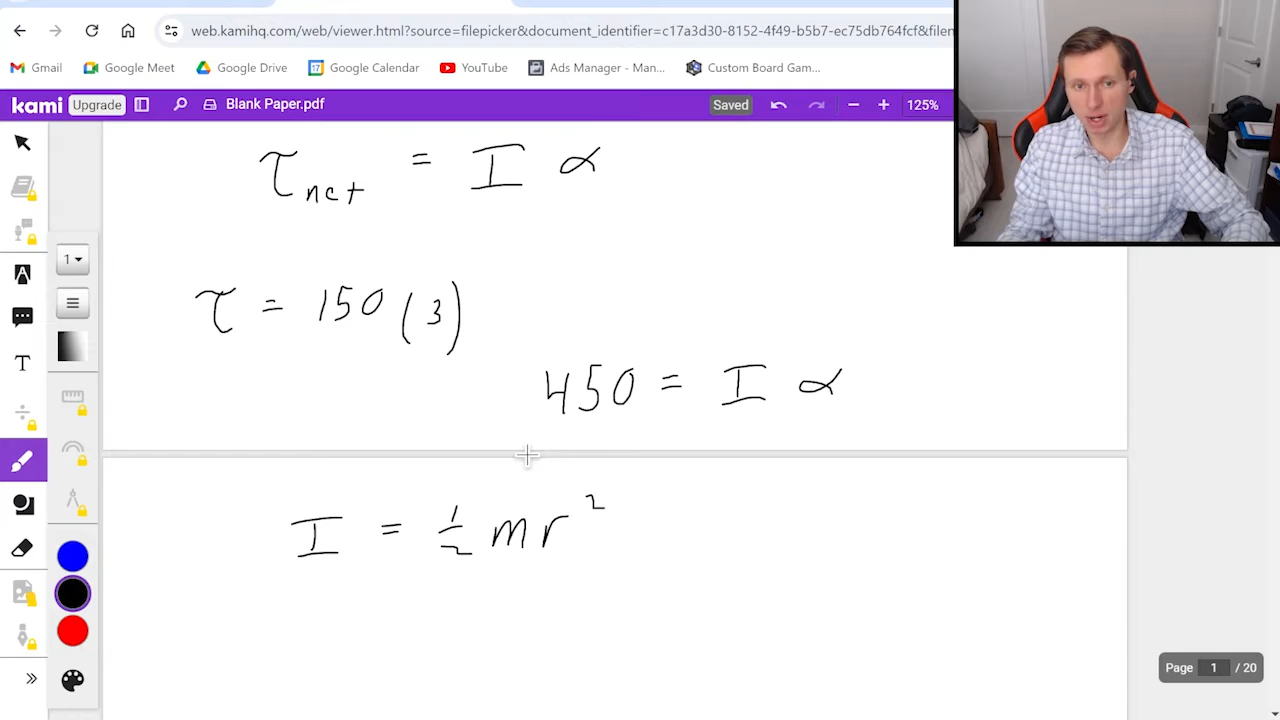 web.kamihq.com/web/viewer.html?source=filepicker&document_identifier=c17a3d30-8152-4f49-b5b7-ec75db764fcf&filen
Gmail Google Meet Google Drive 17 Google Calendar YouTube Ads Manager - Man... Custom Board Gam...
kami Upgrade Blank Paper.pdf Saved 125%
τnet = I α
1
τ = 150 (3)
450 = I α
T
I = 1/2 mr²
Page 1 / 20